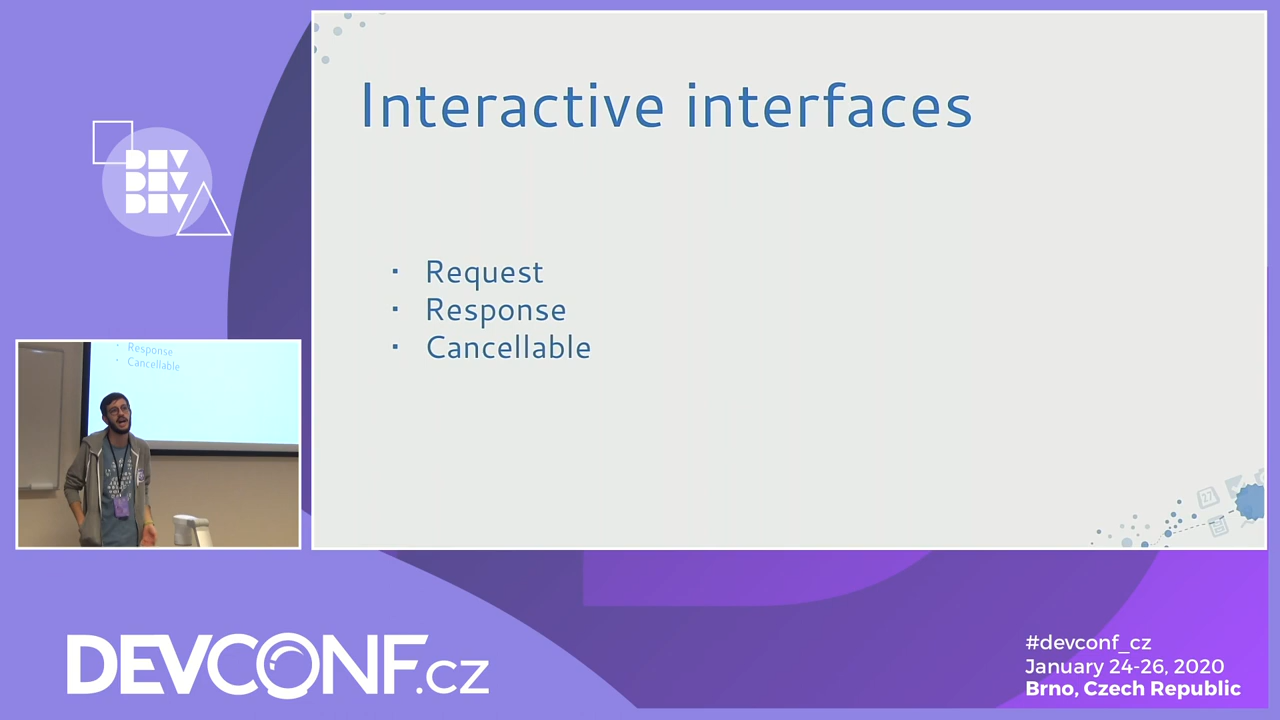 Interactive interfaces
DEV
DEV
DEV
· Request
· Response
· Cancellable
Response
Cancellable
27
DEVCONF.cz
#devconf_cz
January 24-26, 2020
Brno, Czech Republic